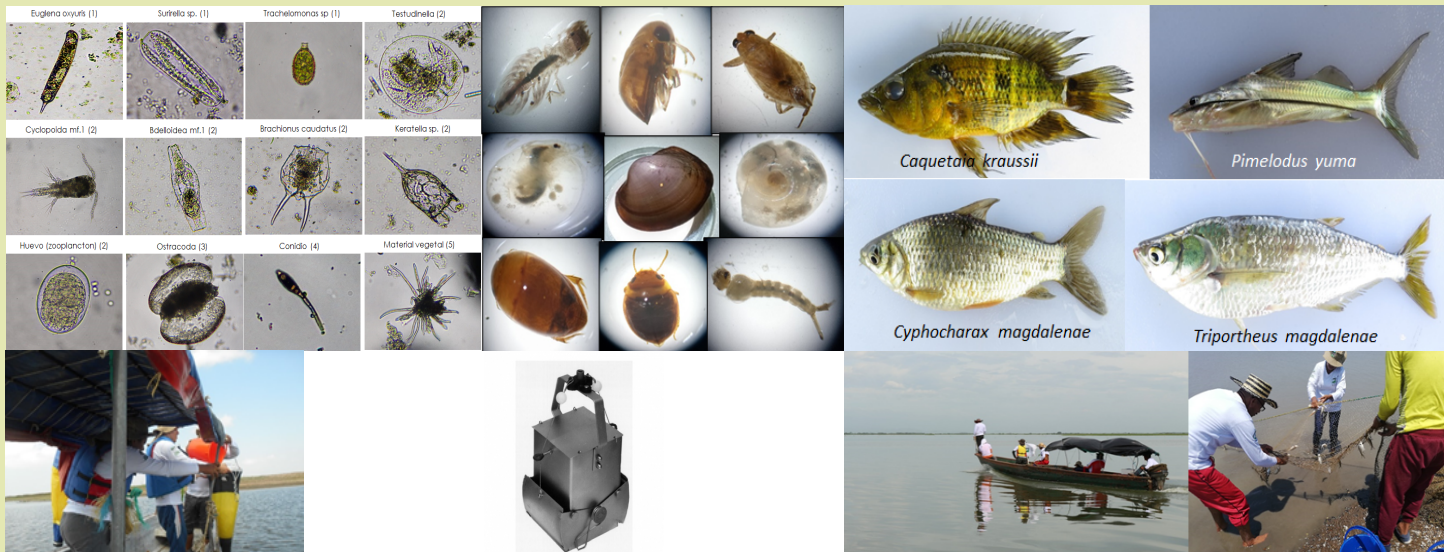 Euglena oxyuris (1)
Surirella sp. (1)
Trachelomonas sp (1)
Testudinella (2)
Cyclopoida mf.1 (2)
Bdelloidea mf.1 (2)
Brachionus caudatus (2)
Keratella sp. (2)
Huevo (zooplancton) (2)
Ostracoda (3)
Conidio (4)
Material vegetal (5)
Caquetaia kraussii
Pimelodus yuma
Cyphocharax magdalenae
Triportheus magdalenae